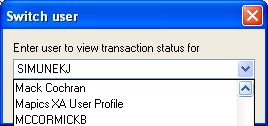 Switch user
Enter user to view transaction status for
SIMUNEKJ
Mack Cochran
Mapics XA User Profile
MCCORMICKB